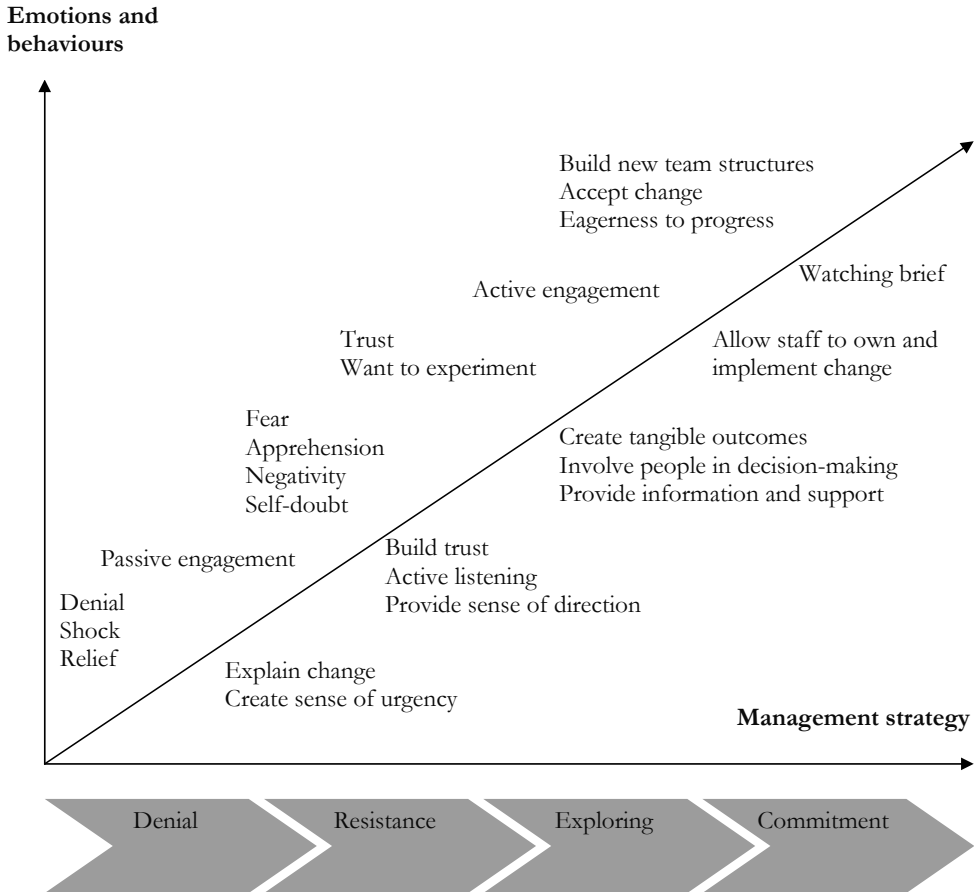 Emotions and
behaviours
Build new team structures
Accept change
Eagerness to progress
Watching brief
Active engagement
Trust
Want to experiment
Allow staff to own and
implement change
Fear
Apprehension
Negativity
Self-doubt
Create tangible outcomes
Involve people in decision-making
Provide information and support
Passive engagement
Build trust
Active listening
Provide sense of direction
Denial
Shock
Relief
Explain change
Create sense of urgency
Management strategy
Denial
Resistance
Exploring
Commitment